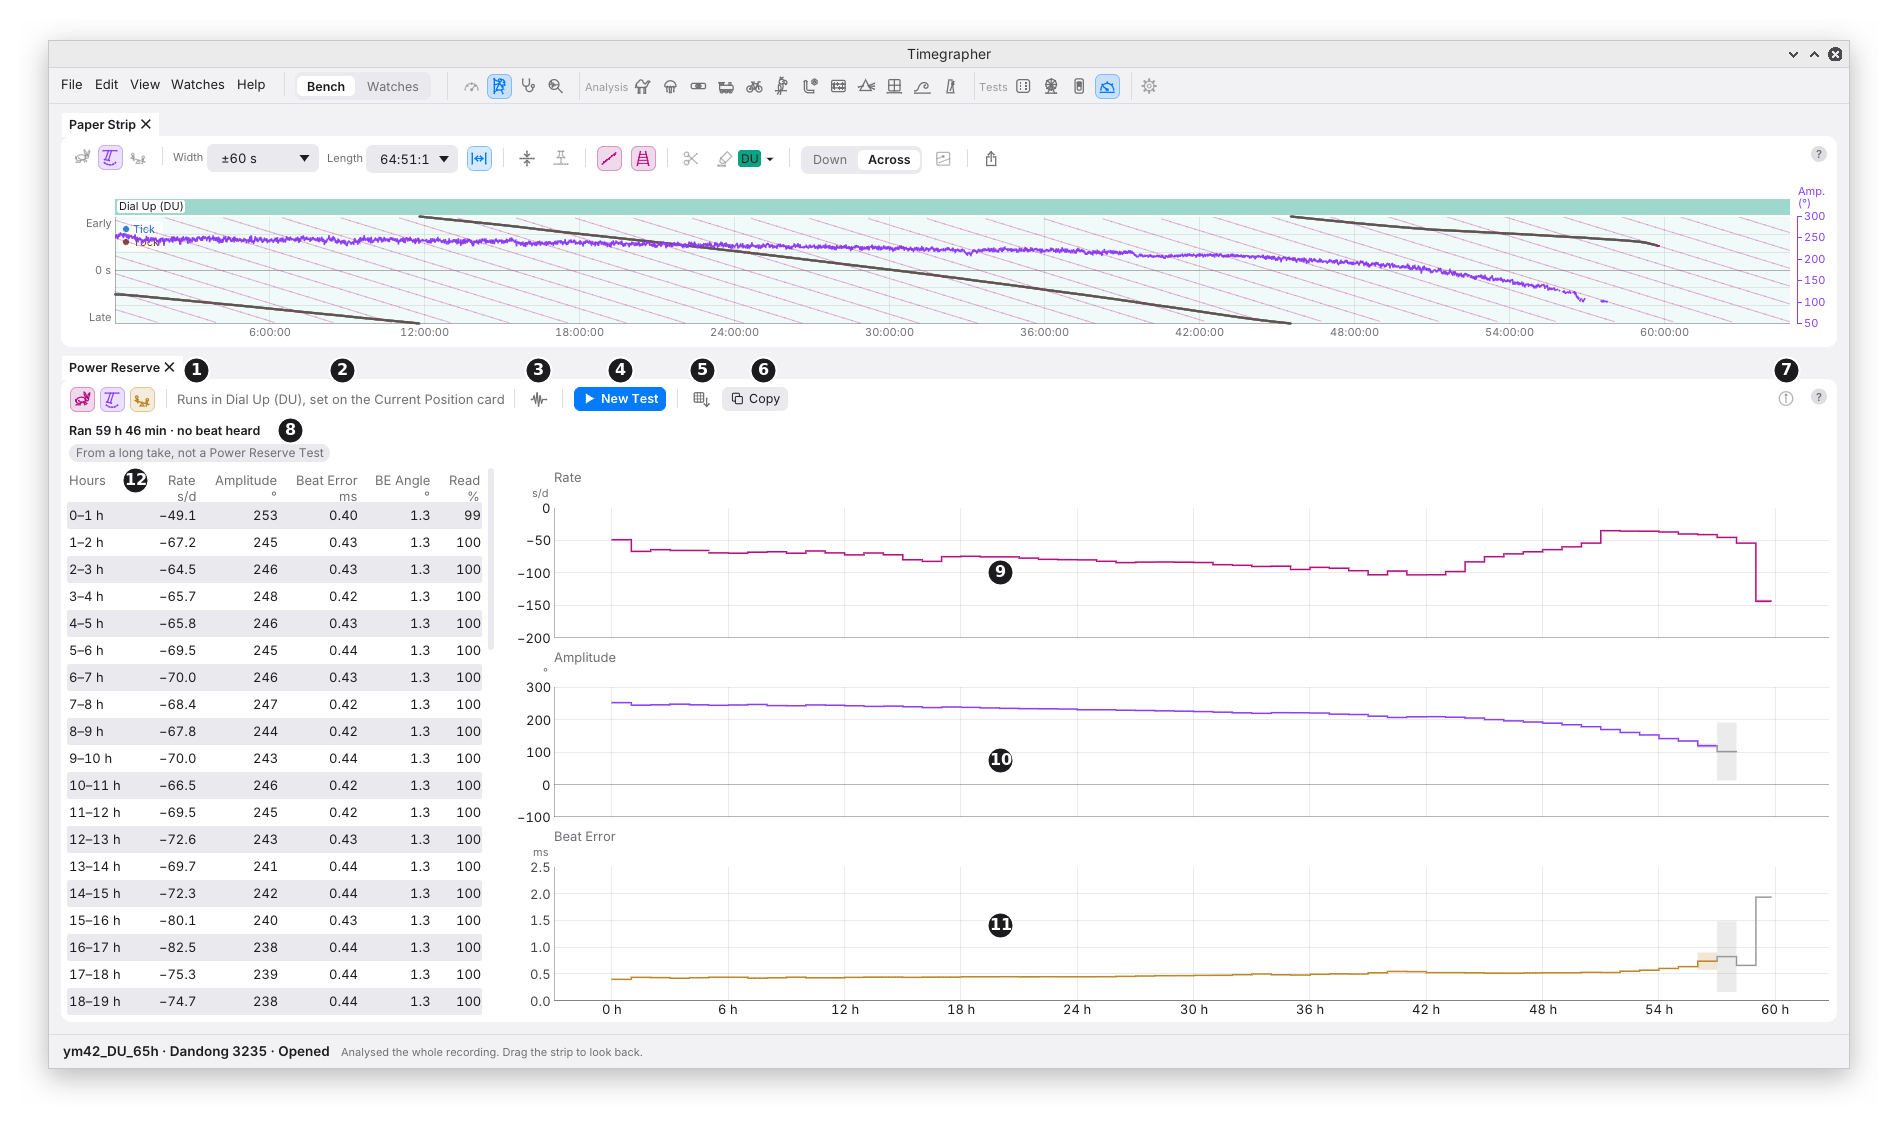 Timegrapher
File Edit View Watches Help Bench Watches Analysis Tests
Paper Strip
Width ±60 s Length 64:51:1 DU Down Across ?
Amp.
(°)
Dial Up (DU)
Early
Tick
Tock
0 s
Late
300
250
200
150
100
50
6:00:00 12:00:00 18:00:00 24:00:00 30:00:00 36:00:00 42:00:00 48:00:00 54:00:00 60:00:00
Power Reserve 1 2 3 4 5 6 7
Runs in Dial Up (DU), set on the Current Position card New Test Copy ?
Ran 59 h 46 min · no beat heard 8
From a long take, not a Power Reserve Test
Hours 12 Rate Amplitude Beat Error BE Angle Read
s/d ° ms ° %
0–1 h −49.1 253 0.40 1.3 99
1–2 h −67.2 245 0.43 1.3 100
2–3 h −64.5 246 0.43 1.3 100
3–4 h −65.7 248 0.42 1.3 100
4–5 h −65.8 246 0.43 1.3 100
5–6 h −69.5 245 0.44 1.3 100
6–7 h −70.0 246 0.43 1.3 100
7–8 h −68.4 247 0.42 1.3 100
8–9 h −67.8 244 0.42 1.3 100
9–10 h −70.0 243 0.44 1.3 100
10–11 h −66.5 246 0.42 1.3 100
11–12 h −69.5 245 0.42 1.3 100
12–13 h −72.6 243 0.43 1.3 100
13–14 h −69.7 241 0.44 1.3 100
14–15 h −72.3 242 0.44 1.3 100
15–16 h −80.1 240 0.43 1.3 100
16–17 h −82.5 238 0.44 1.3 100
17–18 h −75.3 239 0.44 1.3 100
18–19 h −74.7 238 0.44 1.3 100
Rate
s/d
0
−50
−100
−150
−200
9
Amplitude
°
300
200
100
0
−100
10
Beat Error
ms
2.5
2.0
1.5
1.0
0.5
0.0
11
0 h 6 h 12 h 18 h 24 h 30 h 36 h 42 h 48 h 54 h 60 h
ym42_DU_65h · Dandong 3235 · Opened Analysed the whole recording. Drag the strip to look back.